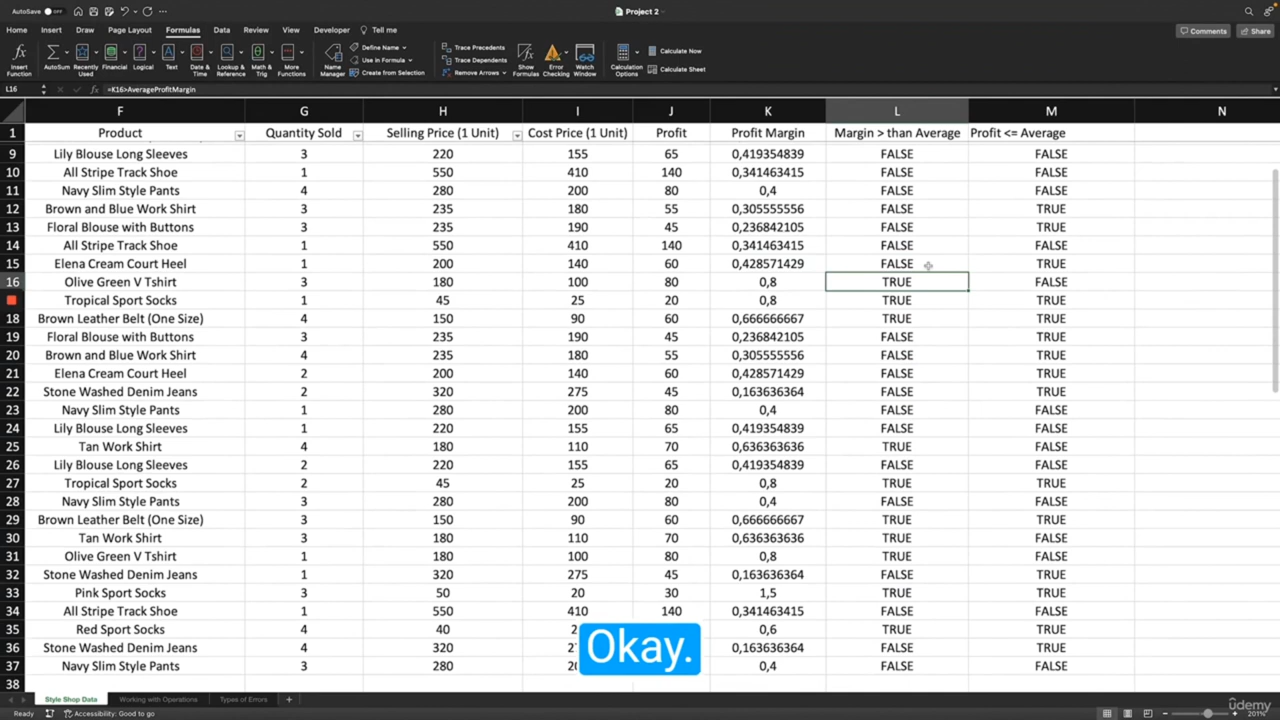 AutoSave
Project 2
Home Insert Draw Page Layout Formulas Data Review View Developer Tell me
Comments Share
Insert Function AutoSum Recently Used Financial Logical Text Date & Time Lookup & Reference Math & Trig More Functions Name Manager Define Name Use in Formula Create from Selection Trace Precedents Trace Dependents Remove Arrows Show Formulas Error Checking Watch Window Calculation Options Calculate Now Calculate Sheet
L16 fx =K16>AverageProfitMargin
F G H I J K L M N
1 Product Quantity Sold Selling Price (1 Unit) Cost Price (1 Unit) Profit Profit Margin Margin > than Average Profit <= Average
9 Lily Blouse Long Sleeves 3 220 155 65 0,419354839 FALSE FALSE
10 All Stripe Track Shoe 1 550 410 140 0,341463415 FALSE FALSE
11 Navy Slim Style Pants 4 280 200 80 0,4 FALSE FALSE
12 Brown and Blue Work Shirt 3 235 180 55 0,305555556 FALSE TRUE
13 Floral Blouse with Buttons 3 235 190 45 0,236842105 FALSE TRUE
14 All Stripe Track Shoe 1 550 410 140 0,341463415 FALSE FALSE
15 Elena Cream Court Heel 1 200 140 60 0,428571429 FALSE TRUE
16 Olive Green V Tshirt 3 180 100 80 0,8 TRUE FALSE
Tropical Sport Socks 1 45 25 20 0,8 TRUE TRUE
18 Brown Leather Belt (One Size) 4 150 90 60 0,666666667 TRUE TRUE
19 Floral Blouse with Buttons 1 235 190 45 0,236842105 FALSE TRUE
20 Brown and Blue Work Shirt 4 235 180 55 0,305555556 FALSE TRUE
21 Elena Cream Court Heel 2 200 140 60 0,428571429 FALSE TRUE
22 Stone Washed Denim Jeans 2 320 275 45 0,163636364 FALSE TRUE
23 Navy Slim Style Pants 1 280 200 80 0,4 FALSE FALSE
24 Lily Blouse Long Sleeves 1 220 155 65 0,419354839 FALSE FALSE
25 Tan Work Shirt 4 180 110 70 0,636363636 TRUE FALSE
26 Lily Blouse Long Sleeves 2 220 155 65 0,419354839 FALSE FALSE
27 Tropical Sport Socks 2 45 25 20 0,8 TRUE TRUE
28 Navy Slim Style Pants 1 280 200 80 0,4 FALSE FALSE
29 Brown Leather Belt (One Size) 3 150 90 60 0,666666667 TRUE TRUE
30 Tan Work Shirt 3 180 110 70 0,636363636 TRUE FALSE
31 Olive Green V Tshirt 1 180 100 80 0,8 TRUE FALSE
32 Stone Washed Denim Jeans 1 320 275 45 0,163636364 FALSE TRUE
33 Pink Sport Socks 3 50 20 30 1,5 TRUE TRUE
34 All Stripe Track Shoe 1 550 410 140 0,341463415 FALSE FALSE
35 Red Sport Socks 4 40 2 0,6 TRUE TRUE
36 Stone Washed Denim Jeans 4 320 27 0,163636364 FALSE TRUE
37 Navy Slim Style Pants 3 280 20 0,4 FALSE FALSE
38
Okay.
Style Shop Data Working with Operations Types of Errors +
Ready Accessibility: Good to go 201%
udemy